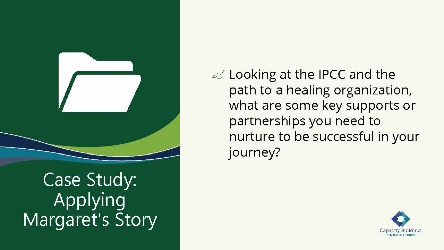 Case Study:
Applying
Margaret's Story
Looking at the IPCC and the
path to a healing organization,
what are some key supports or
partnerships you need to
nurture to be successful in your
journey?